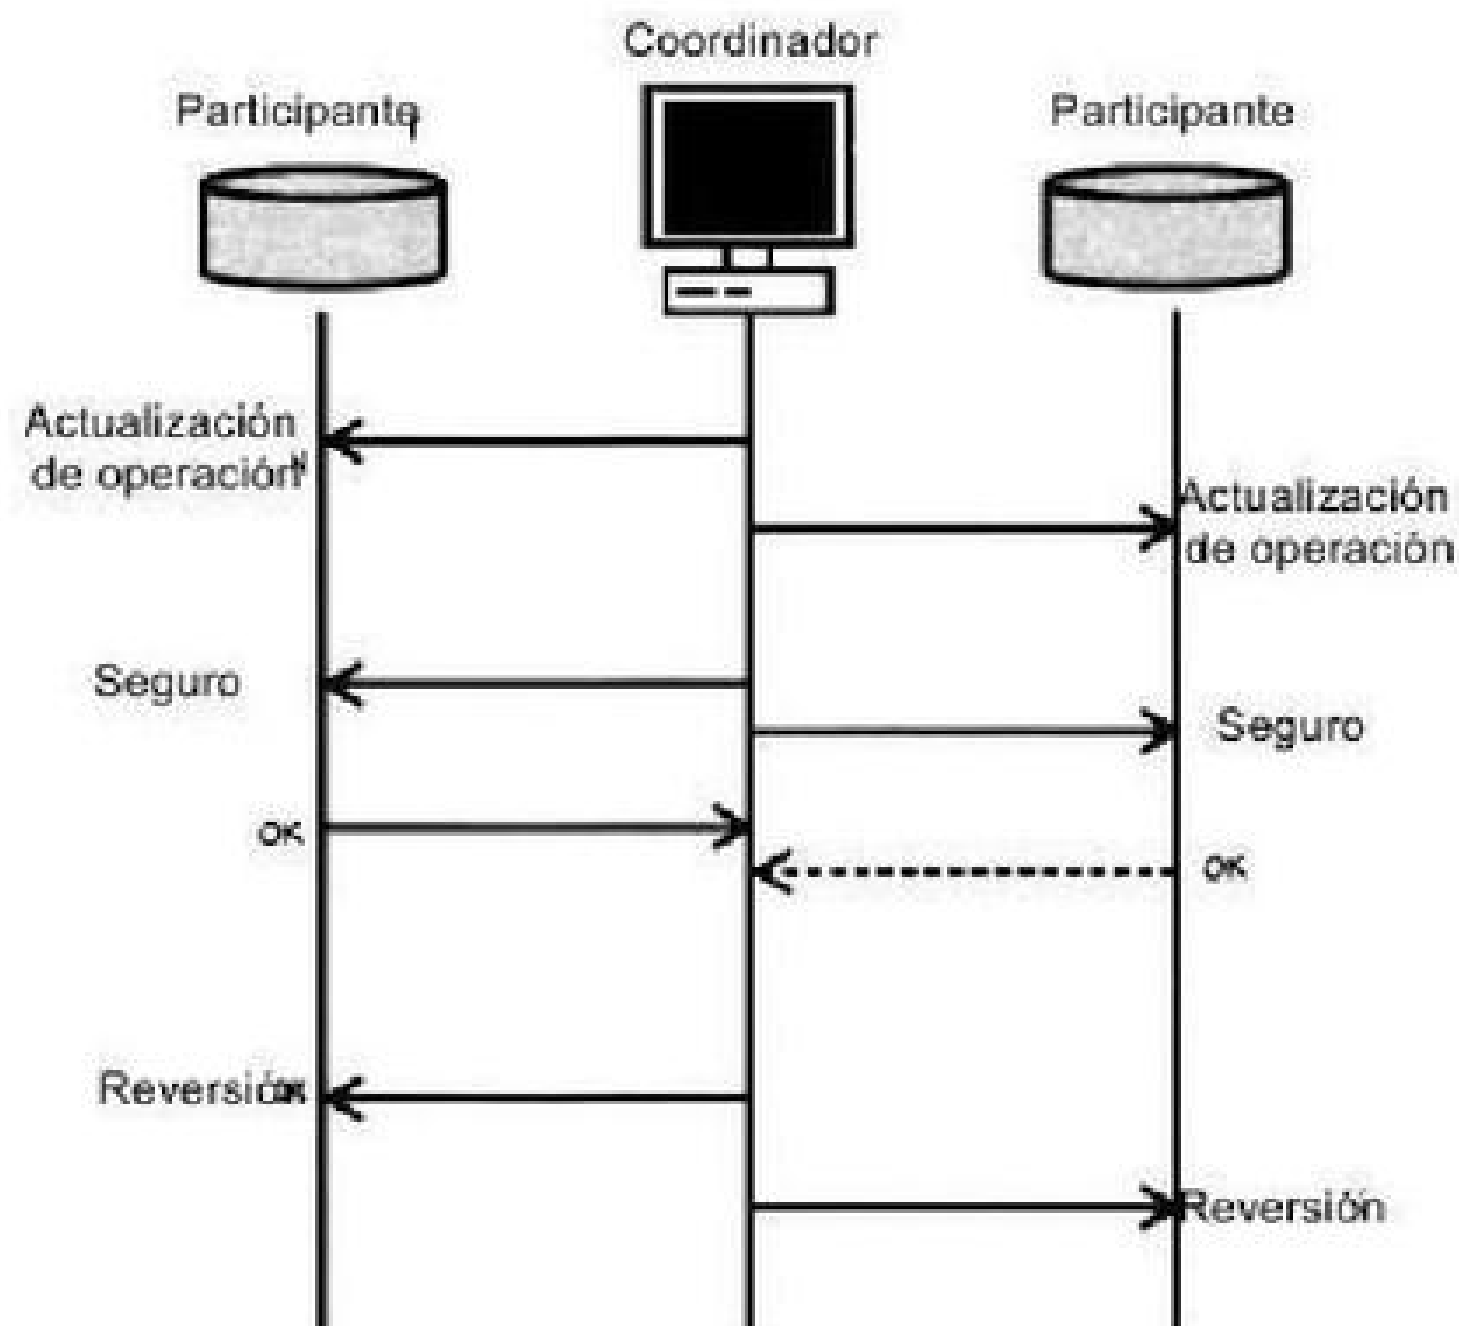 Coordinador
Participante
Participante
Actualización
de operación
Actualización
de operación
Seguro
Seguro
OK
OK
Reversión
Reversión